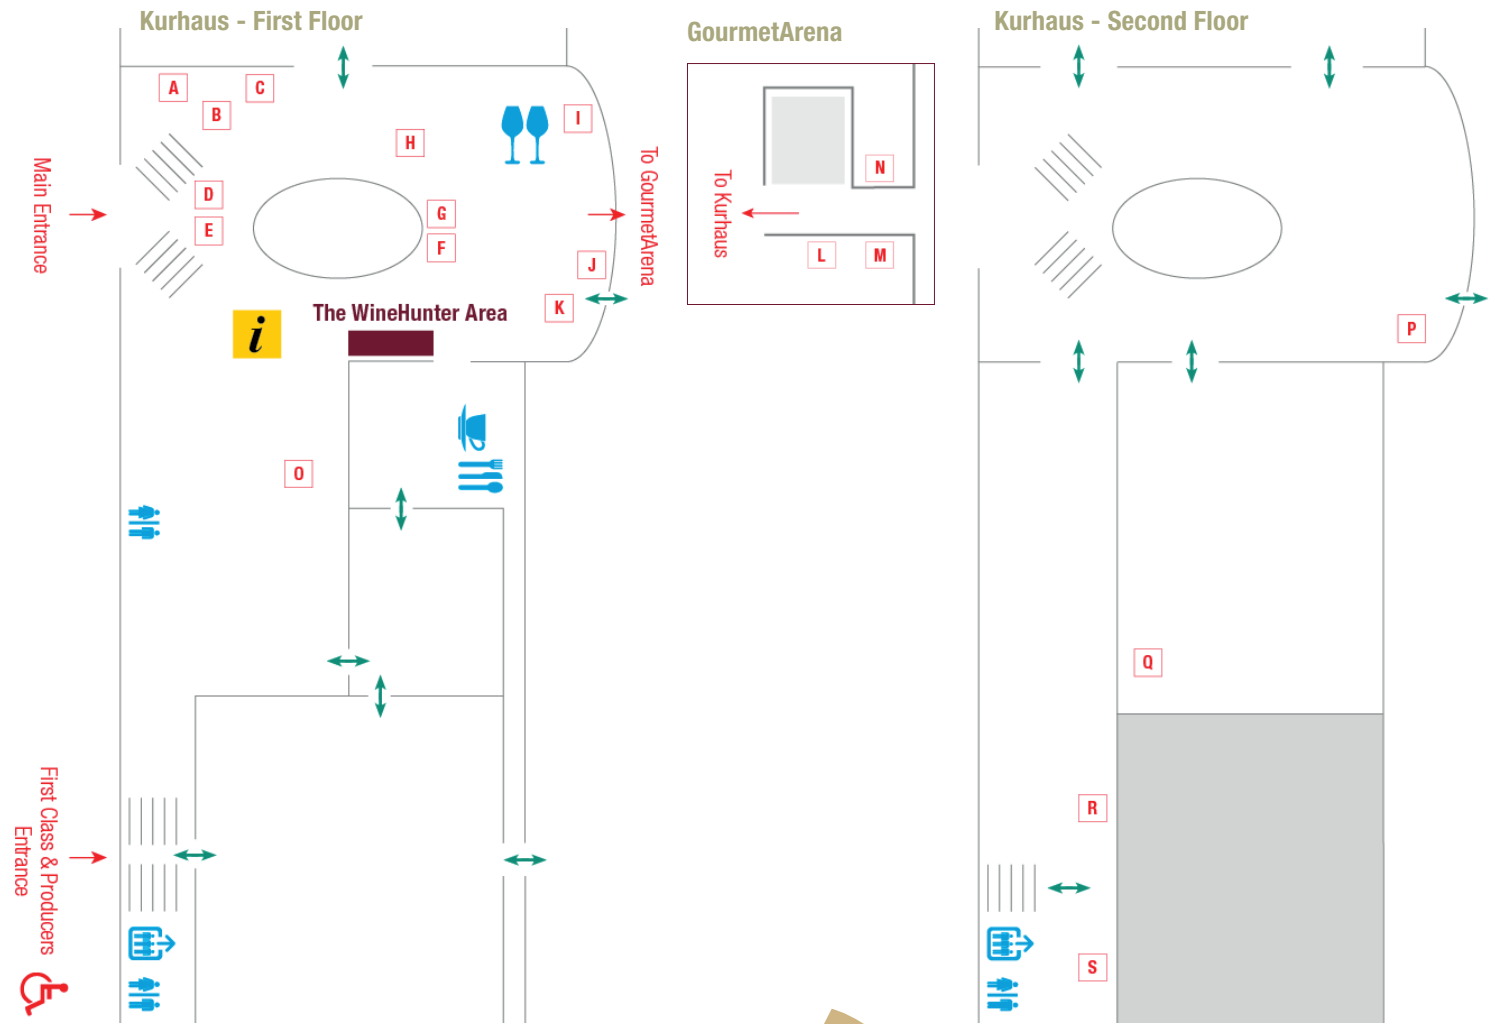 Kurhaus - First Floor
GourmetArena
Kurhaus - Second Floor
A
C
B
I
H
N
Main Entrance
To GourmetArena
To Kurhaus
D
G
E
F
L
M
J
K
The WineHunter Area
i
P
O
Q
First Class & Producers
Entrance
R
S